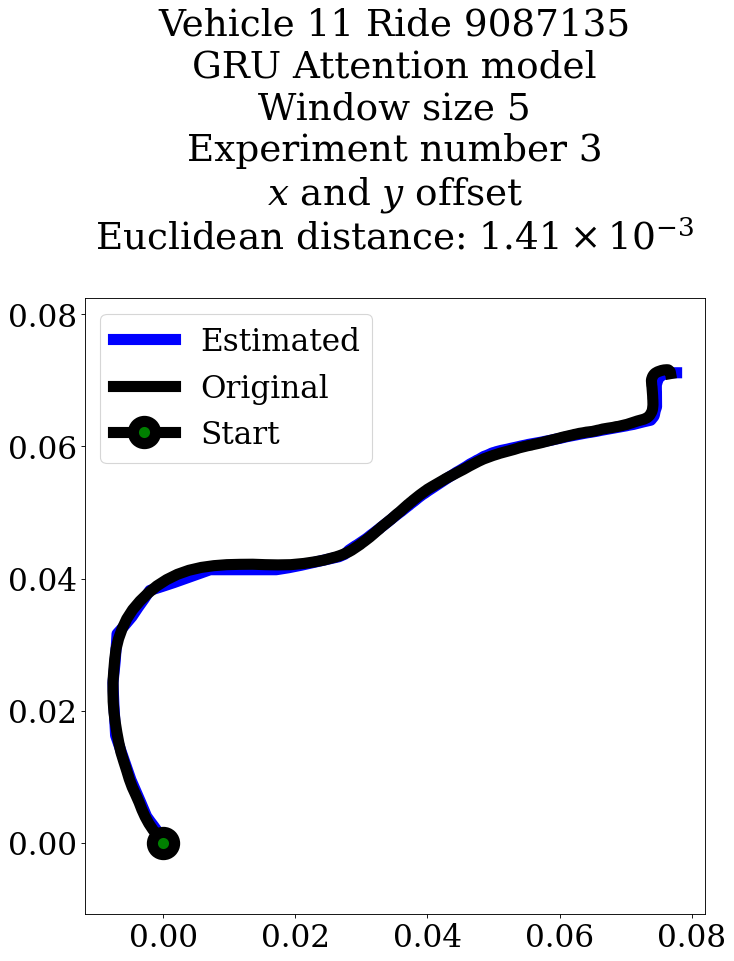 Vehicle 11 Ride 9087135
GRU Attention model
Window size 5
Experiment number 3
x and y offset
Euclidean distance: 1.41 × 10⁻³
0.08
Estimated
Original
Start
0.06
0.04
0.02
0.00
0.00 0.02 0.04 0.06 0.08